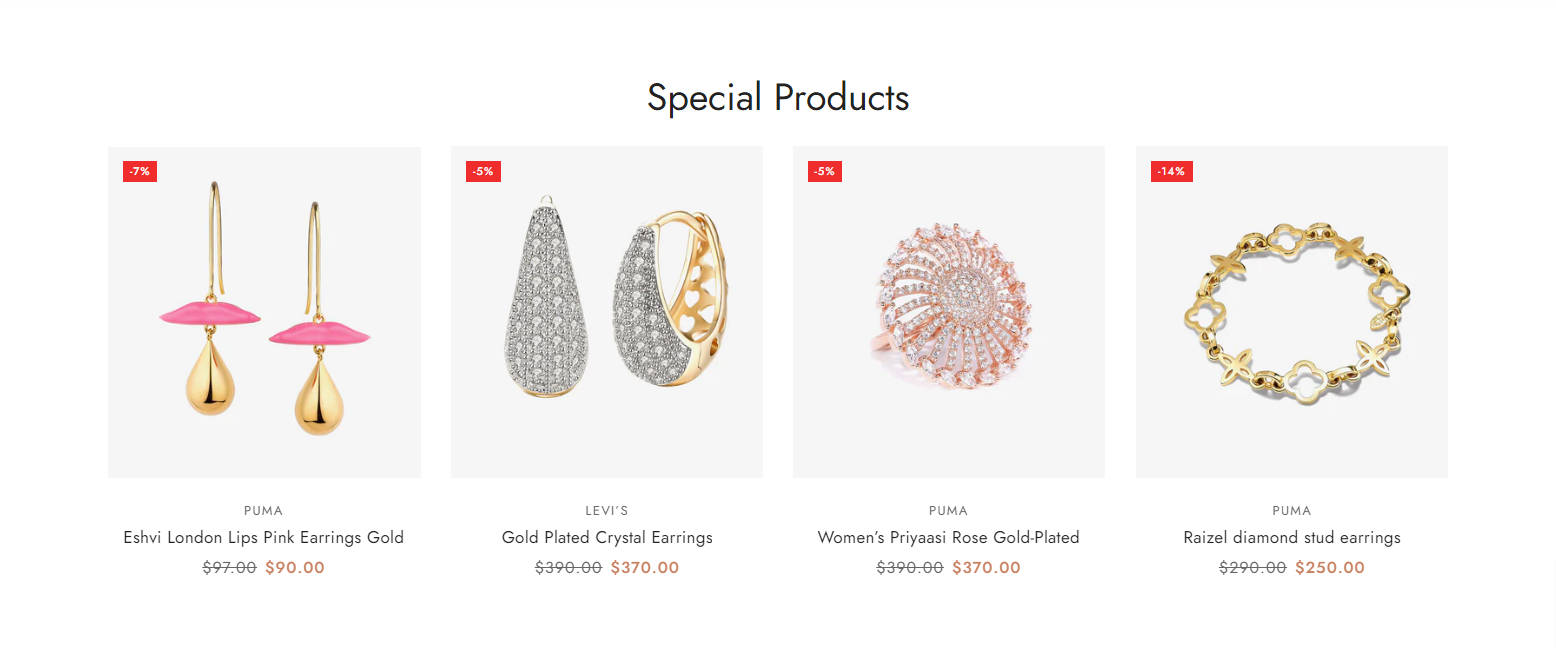 Special Products
-7%
-5%
-5%
-14%
PUMA
Eshvi London Lips Pink Earrings Gold
$97.00 $90.00
LEVI'S
Gold Plated Crystal Earrings
$390.00 $370.00
PUMA
Women's Priyaasi Rose Gold-Plated
$390.00 $370.00
PUMA
Raizel diamond stud earrings
$290.00 $250.00